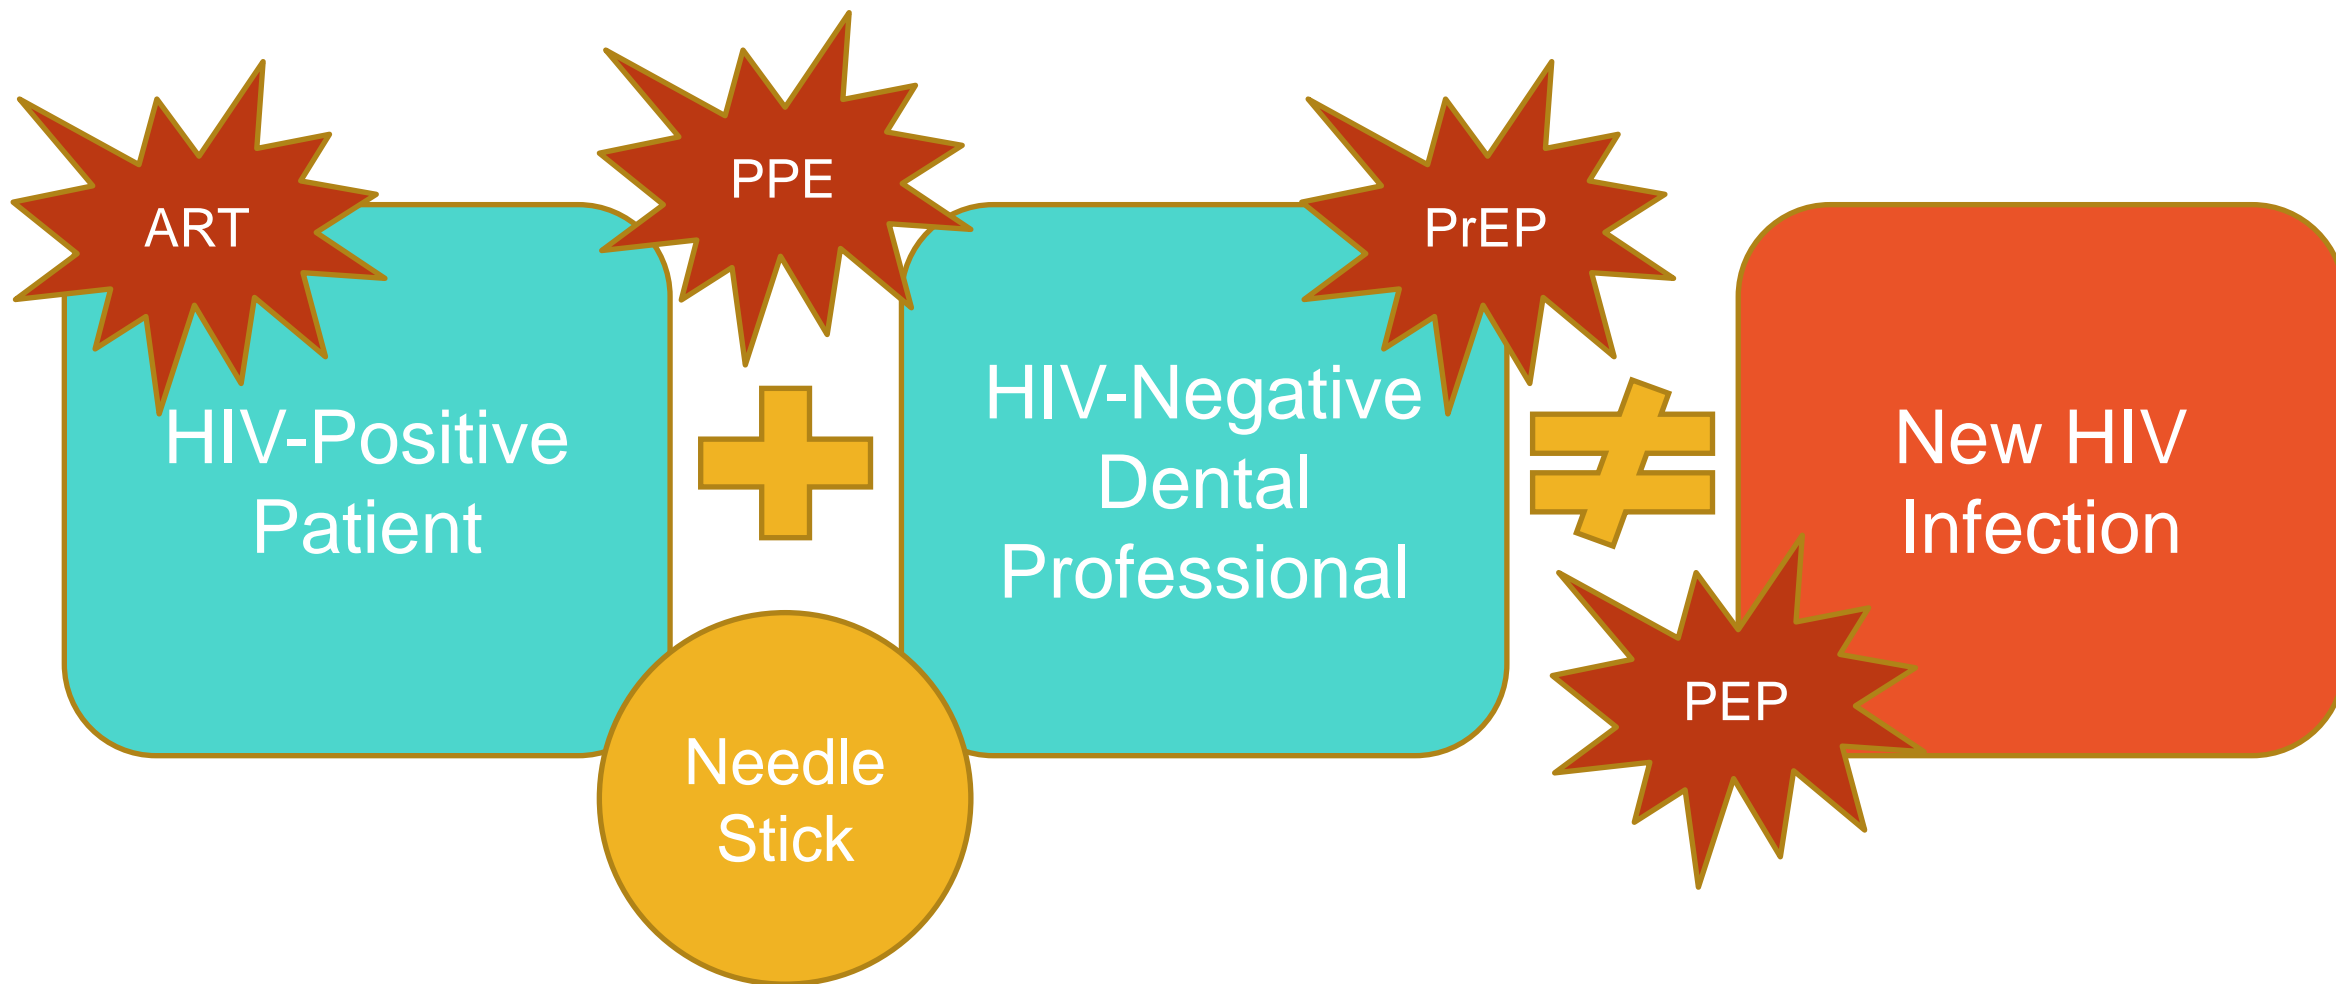 ART
HIV-Positive
Patient
PPE
Needle
Stick
HIV-Negative
Dental
Professional
PrEP
PEP
New HIV
Infection